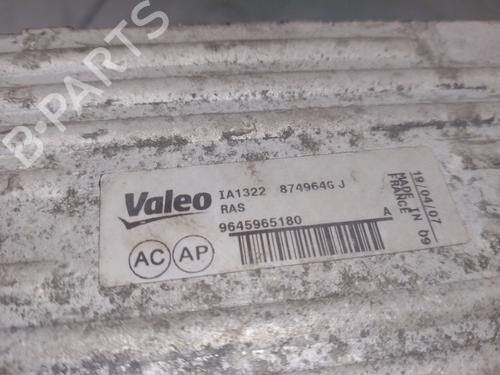 B-PARTS
Valeo
IA1322 874964G J
RAS
9645965180 A
AC AP
19/04/07
MADE IN
FRANCE 09